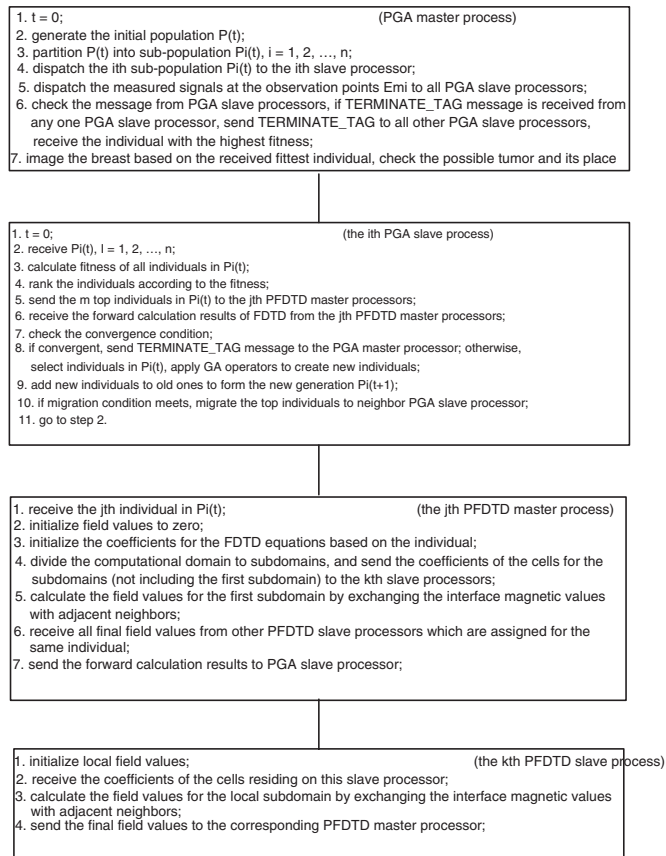 1. t = 0; (PGA master process)
2. generate the initial population P(t);
3. partition P(t) into sub-population Pi(t), i = 1, 2, …, n;
4. dispatch the ith sub-population Pi(t) to the ith slave processor;
5. dispatch the measured signals at the observation points Emi to all PGA slave processors;
6. check the message from PGA slave processors, if TERMINATE_TAG message is received from
any one PGA slave processor, send TERMINATE_TAG to all other PGA slave processors,
receive the individual with the highest fitness;
7. image the breast based on the received fittest individual, check the possible tumor and its place
1. t = 0; (the ith PGA slave process)
2. receive Pi(t), l = 1, 2, …, n;
3. calculate fitness of all individuals in Pi(t);
4. rank the individuals according to the fitness;
5. send the m top individuals in Pi(t) to the jth PFDTD master processors;
6. receive the forward calculation results of FDTD from the jth PFDTD master processors;
7. check the convergence condition;
8. if convergent, send TERMINATE_TAG message to the PGA master processor; otherwise,
select individuals in Pi(t), apply GA operators to create new individuals;
9. add new individuals to old ones to form the new generation Pi(t+1);
10. if migration condition meets, migrate the top individuals to neighbor PGA slave processor;
11. go to step 2.
1. receive the jth individual in Pi(t); (the jth PFDTD master process)
2. initialize field values to zero;
3. initialize the coefficients for the FDTD equations based on the individual;
4. divide the computational domain to subdomains, and send the coefficients of the cells for the
subdomains (not including the first subdomain) to the kth slave processors;
5. calculate the field values for the first subdomain by exchanging the interface magnetic values
with adjacent neighbors;
6. receive all final field values from other PFDTD slave processors which are assigned for the
same individual;
7. send the forward calculation results to PGA slave processor;
1. initialize local field values; (the kth PFDTD slave process)
2. receive the coefficients of the cells residing on this slave processor;
3. calculate the field values for the local subdomain by exchanging the interface magnetic values
with adjacent neighbors;
4. send the final field values to the corresponding PFDTD master processor;